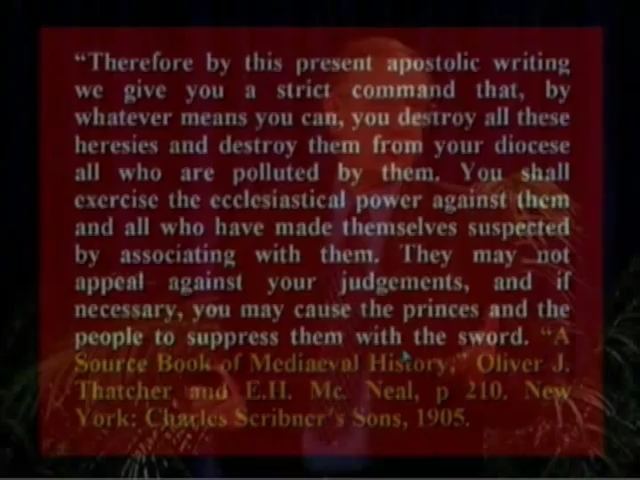 “Therefore by this present apostolic writing
we give you a strict command that, by
whatever means you can, you destroy all these
heresies and destroy them from your diocese
all who are polluted by them. You shall
exercise the ecclesiastical power against them
and all who have made themselves suspected
by associating with them. They may not
appeal against your judgements, and if
necessary, you may cause the princes and the
people to suppress them with the sword. “A
Source Book of Mediaeval History,” Oliver J.
Thatcher and E.H. Mc. Neal, p 210. New
York: Charles Scribner’s Sons, 1905.